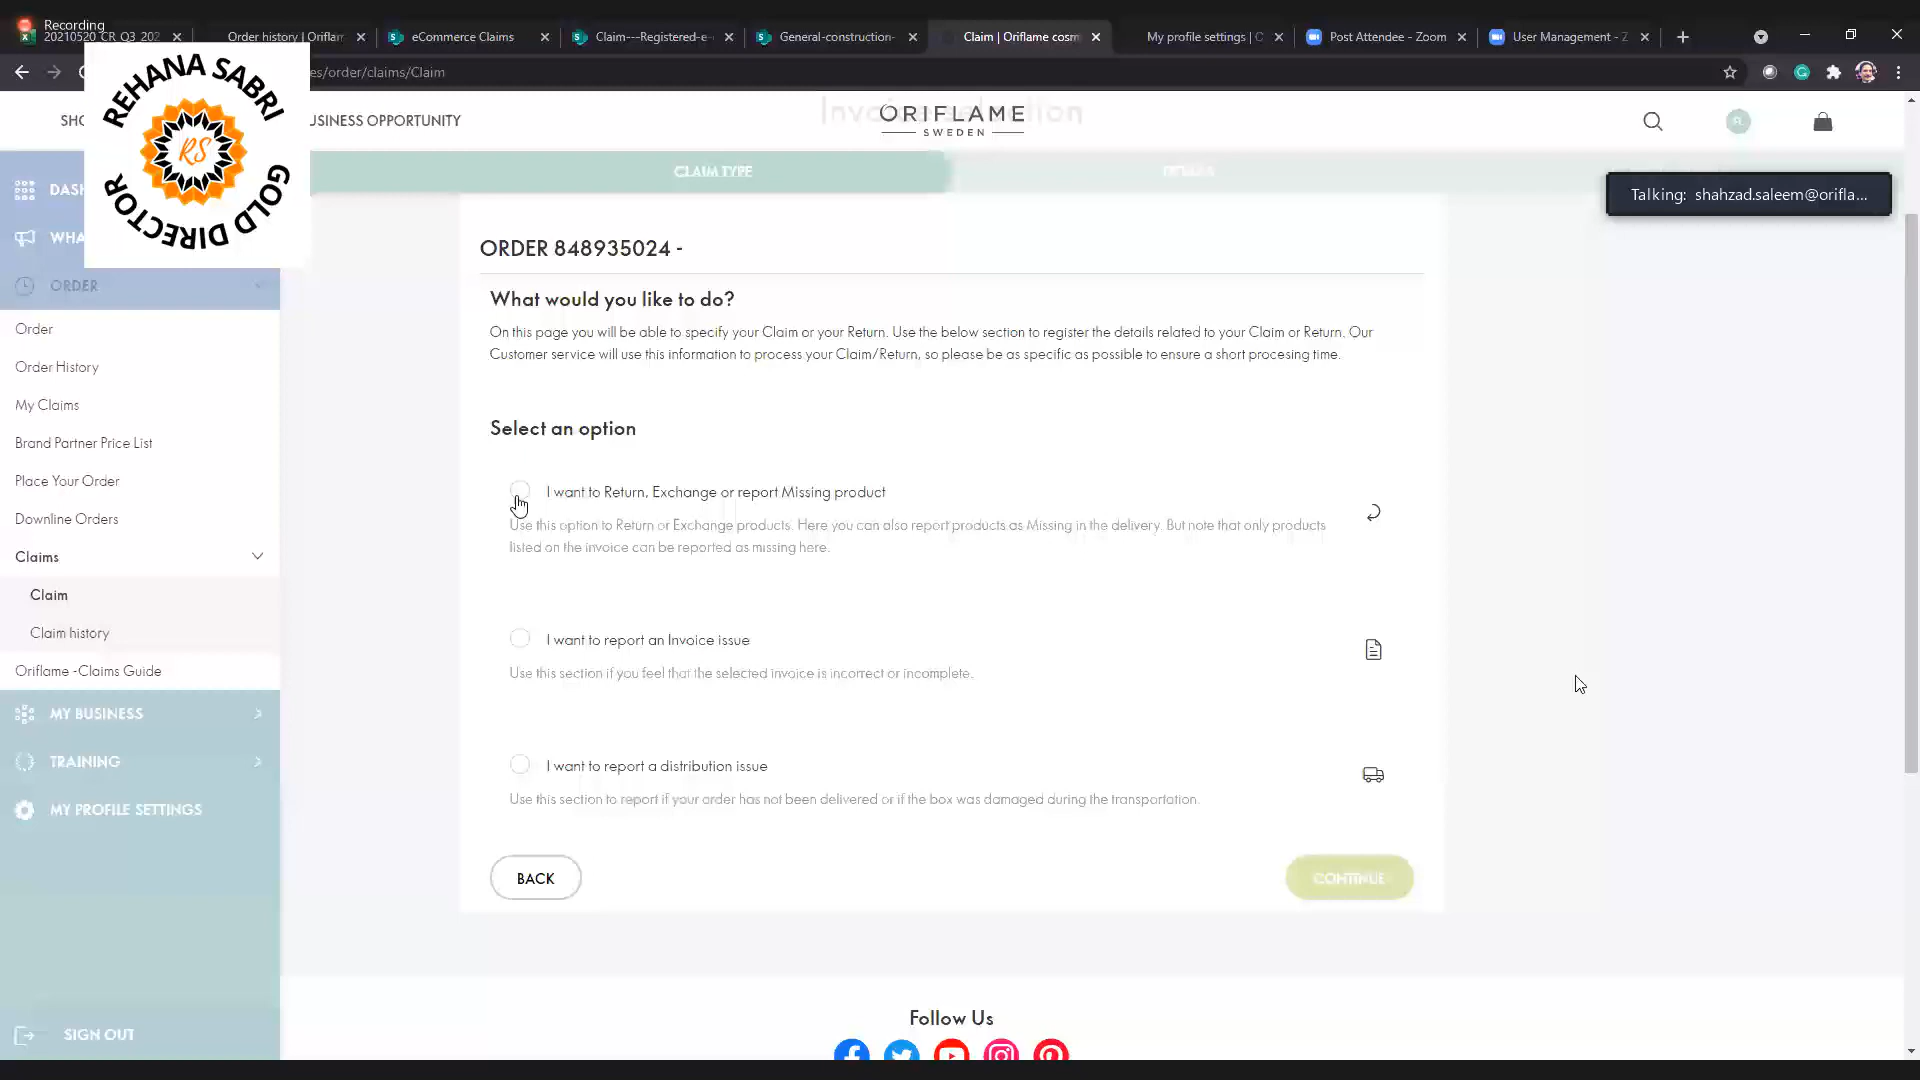 Recording
20210520_CR_Q3_202
Order history | Oriflam
eCommerce Claims
Claim---Registered-e-
General-construction-
Claim | Oriflame cosm
My profile settings | O
Post Attendee - Zoom
User Management - Z
es/order/claims/Claim
REHANA SABRI
RS
GOLD DIRECTOR
SHO
USINESS OPPORTUNITY
Invoice selection
ORIFLAME
SWEDEN
CLAIM TYPE
DETAILS
Talking: shahzad.saleem@orifla...
DASH
WHA
ORDER
Order
Order History
My Claims
Brand Partner Price List
Place Your Order
Downline Orders
Claims
Claim
Claim history
Oriflame -Claims Guide
MY BUSINESS
TRAINING
MY PROFILE SETTINGS
SIGN OUT
ORDER 848935024 -
What would you like to do?
On this page you will be able to specify your Claim or your Return. Use the below section to register the details related to your Claim or Return. Our
Customer service will use this information to process your Claim/Return, so please be as specific as possible to ensure a short procesing time.
Select an option
I want to Return, Exchange or report Missing product
Use this option to Return or Exchange products. Here you can also report products as Missing in the delivery. But note that only products
listed on the invoice can be reported as missing here.
I want to report an Invoice issue
Use this section if you feel that the selected invoice is incorrect or incomplete.
I want to report a distribution issue
Use this section to report if your order has not been delivered or if the box was damaged during the transportation.
BACK
CONTINUE
Follow Us